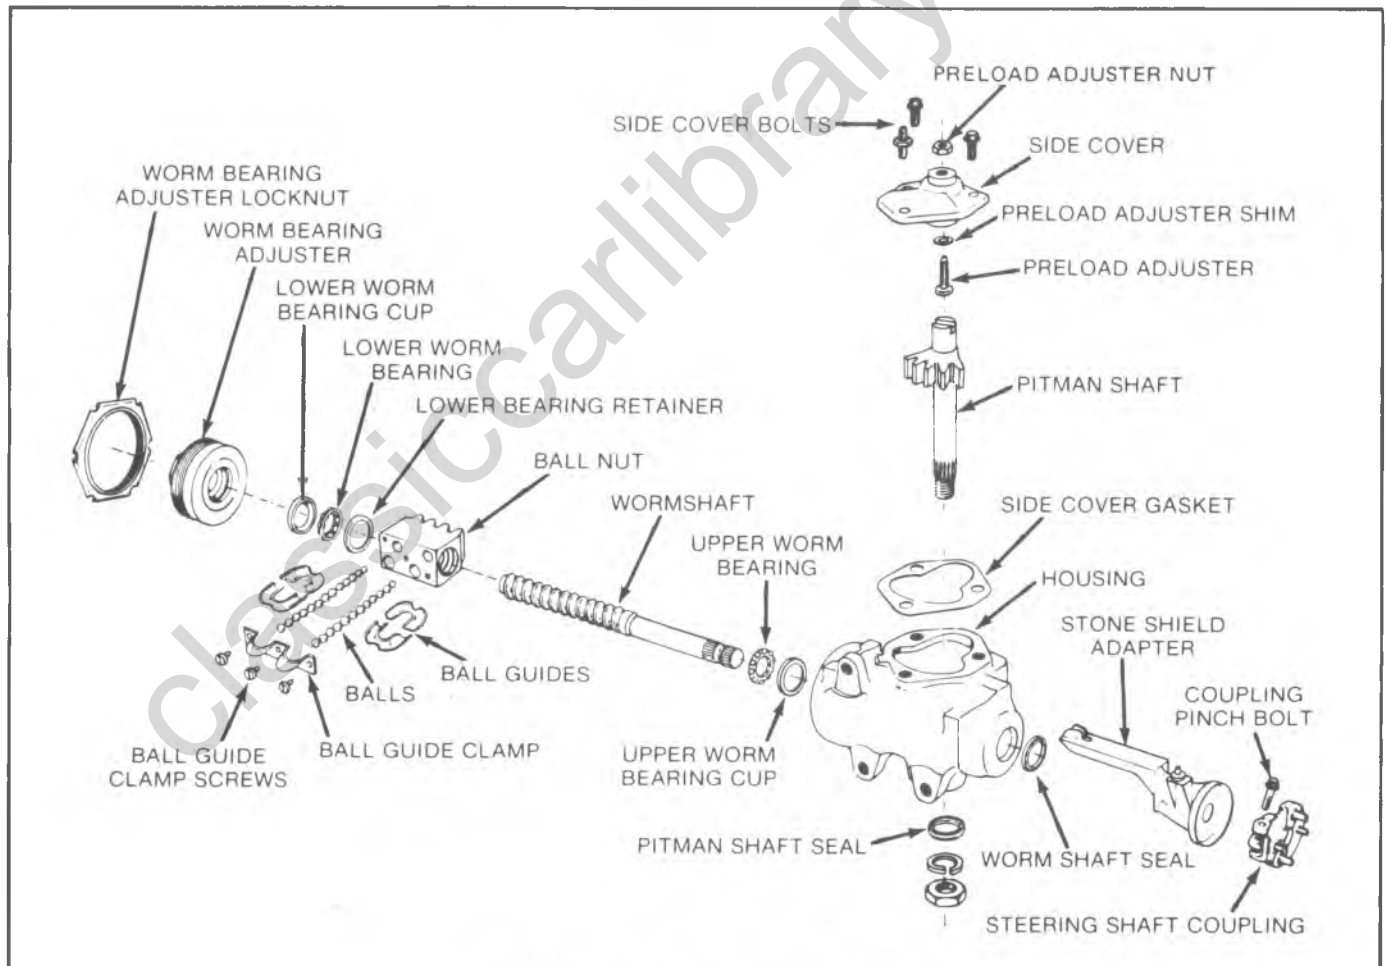 PRELOAD ADJUSTER NUT
SIDE COVER BOLTS
SIDE COVER
WORM BEARING
ADJUSTER LOCKNUT
WORM BEARING
ADJUSTER
PRELOAD ADJUSTER SHIM
PRELOAD ADJUSTER
LOWER WORM
BEARING CUP
LOWER WORM
BEARING
LOWER BEARING RETAINER
PITMAN SHAFT
BALL NUT
WORMSHAFT
SIDE COVER GASKET
UPPER WORM
BEARING
HOUSING
STONE SHIELD
ADAPTER
COUPLING
PINCH BOLT
BALL GUIDES
BALLS
BALL GUIDE CLAMP
BALL GUIDE
CLAMP SCREWS
UPPER WORM
BEARING CUP
PITMAN SHAFT SEAL
WORM SHAFT SEAL
STEERING SHAFT COUPLING
classiccarlibrary